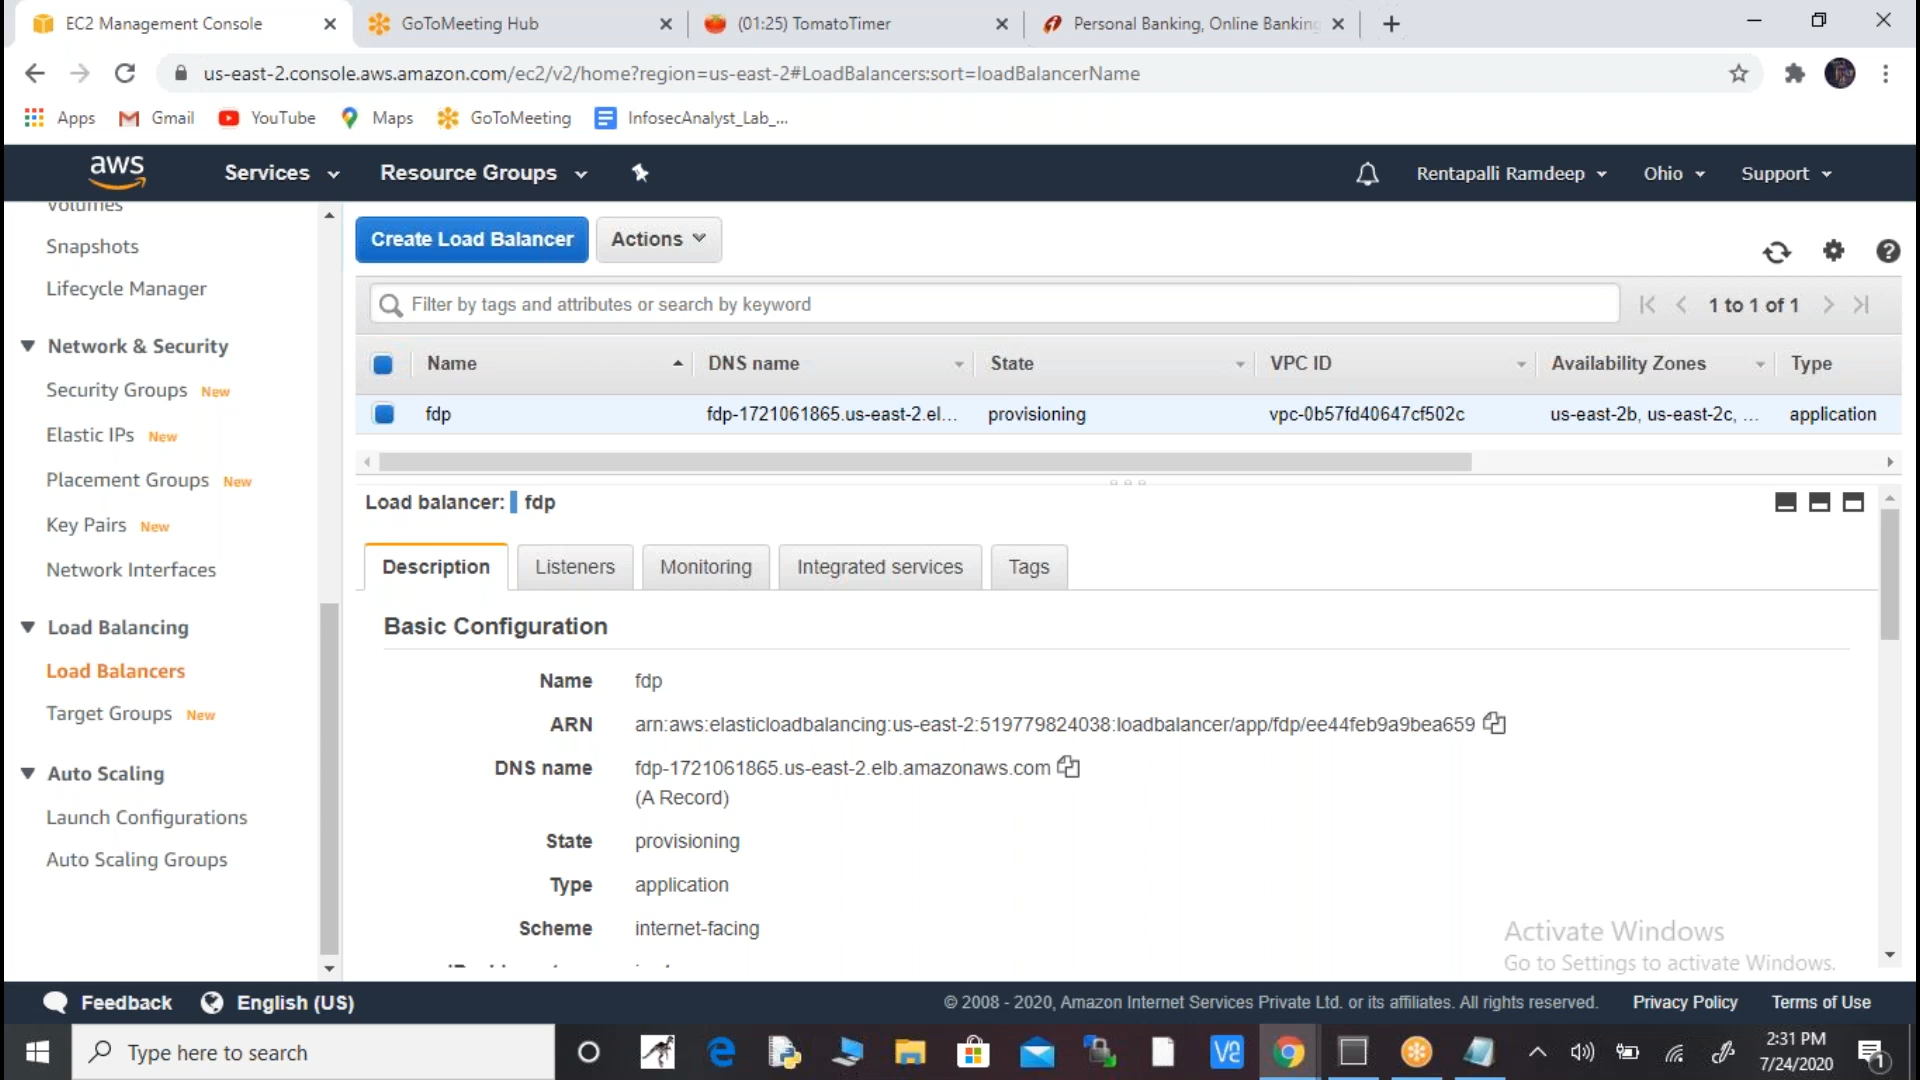 EC2 Management Console
GoToMeeting Hub
(01:25) TomatoTimer
Personal Banking, Online Banking
us-east-2.console.aws.amazon.com/ec2/v2/home?region=us-east-2#LoadBalancers:sort=loadBalancerName
Apps
Gmail
YouTube
Maps
GoToMeeting
InfosecAnalyst_Lab_...
aws
Services
Resource Groups
Rentapalli Ramdeep
Ohio
Support
Volumes
Snapshots
Lifecycle Manager
Network & Security
Security Groups New
Elastic IPs New
Placement Groups New
Key Pairs New
Network Interfaces
Load Balancing
Load Balancers
Target Groups New
Auto Scaling
Launch Configurations
Auto Scaling Groups
Create Load Balancer
Actions
Filter by tags and attributes or search by keyword
1 to 1 of 1
Name DNS name State VPC ID Availability Zones Type
fdp fdp-1721061865.us-east-2.el... provisioning vpc-0b57fd40647cf502c us-east-2b, us-east-2c, ... application
Load balancer: fdp
Description Listeners Monitoring Integrated services Tags
Basic Configuration
Name fdp
ARN arn:aws:elasticloadbalancing:us-east-2:519779824038:loadbalancer/app/fdp/ee44feb9a9bea659
DNS name fdp-1721061865.us-east-2.elb.amazonaws.com
(A Record)
State provisioning
Type application
Scheme internet-facing
Activate Windows
Go to Settings to activate Windows.
Feedback
English (US)
© 2008 - 2020, Amazon Internet Services Private Ltd. or its affiliates. All rights reserved.
Privacy Policy
Terms of Use
Type here to search
2:31 PM
7/24/2020
1